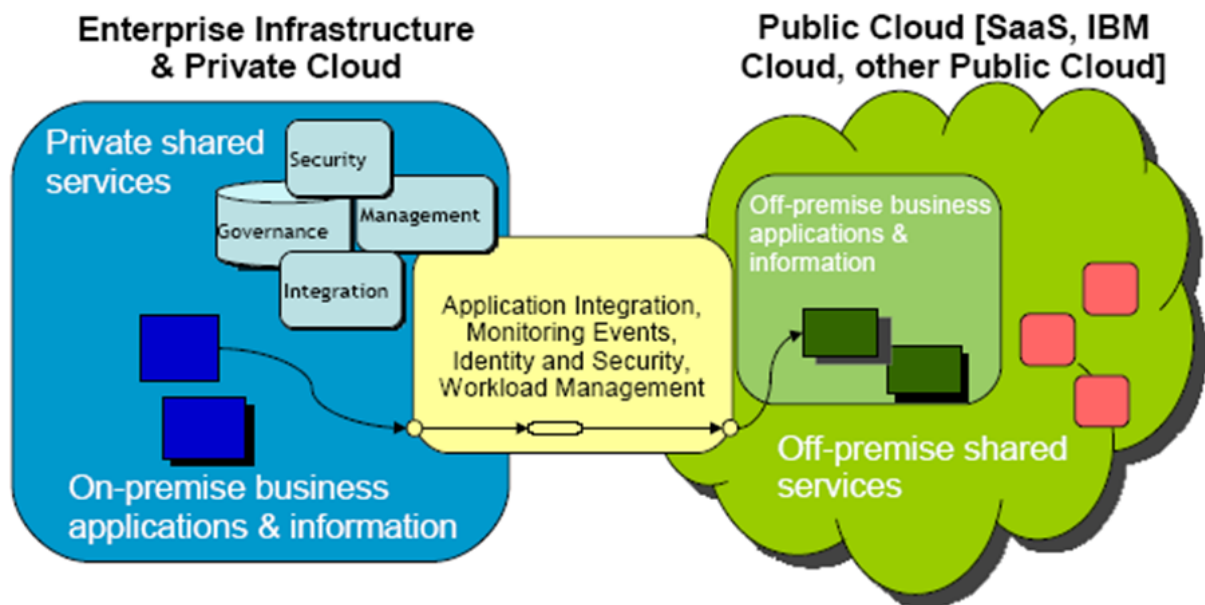 Enterprise Infrastructure
& Private Cloud
Public Cloud [SaaS, IBM
Cloud, other Public Cloud]
Private shared
services
Security
Management
Governance
Integration
Application Integration,
Monitoring Events,
Identity and Security,
Workload Management
Off-premise business
applications &
information
On-premise business
applications & information
Off-premise shared
services